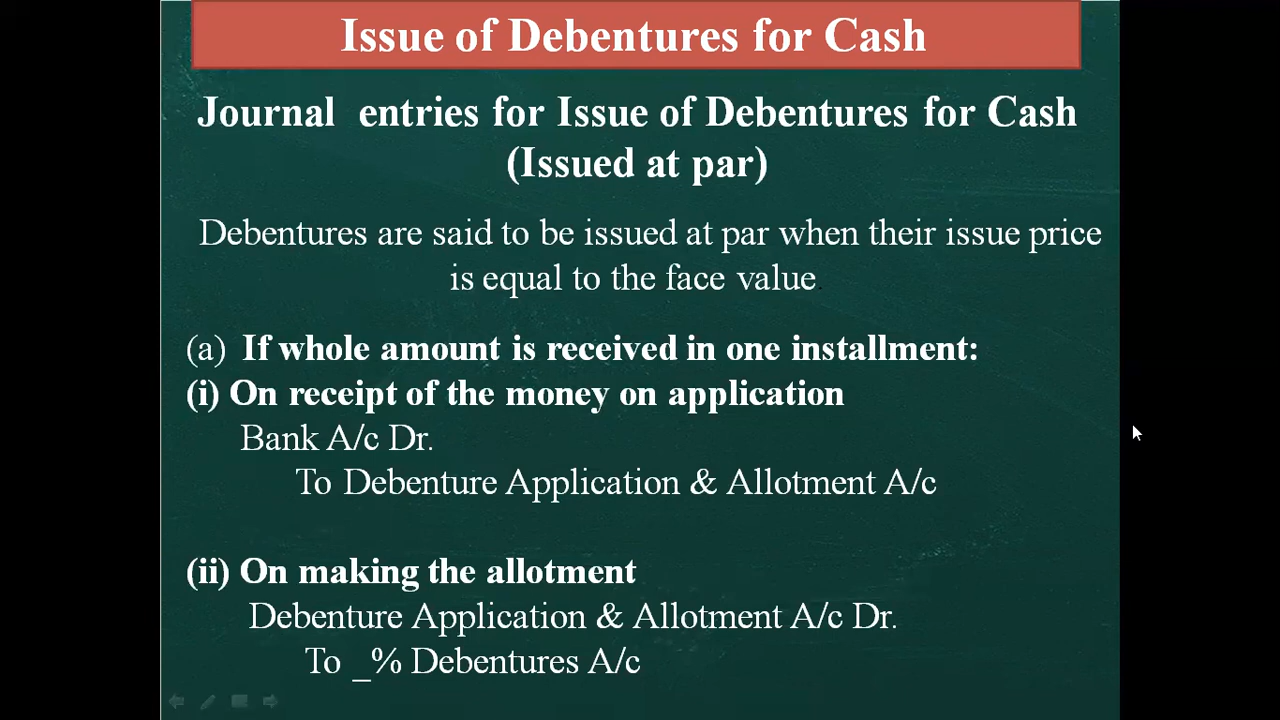 Issue of Debentures for Cash
Journal entries for Issue of Debentures for Cash
(Issued at par)
Debentures are said to be issued at par when their issue price
is equal to the face value.
(a) If whole amount is received in one installment:
(i) On receipt of the money on application
Bank A/c Dr.
To Debenture Application & Allotment A/c
(ii) On making the allotment
Debenture Application & Allotment A/c Dr.
To _% Debentures A/c